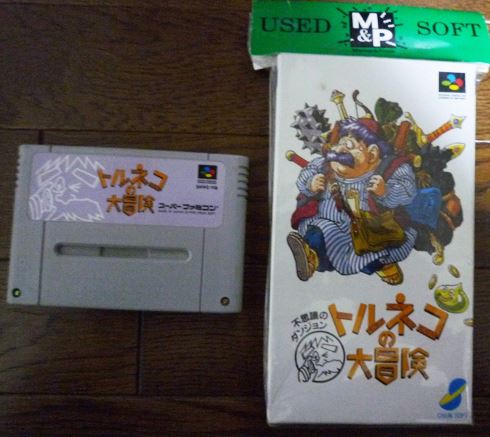 USED M&P SOFT
不思議の
ダンジョン
トルネコ
の
大冒険
CHUN SOFT
トルネコ
の
大冒険
スーパーファミコン